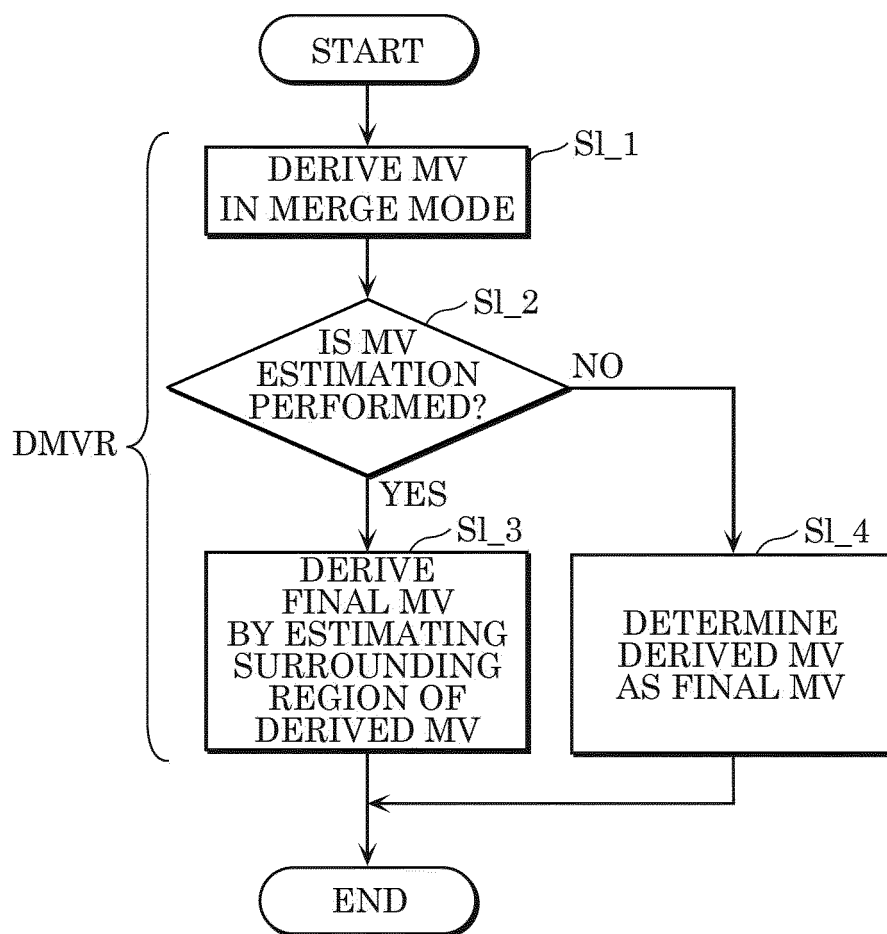 START
Sl_1
DERIVE MV
IN MERGE MODE
Sl_2
IS MV
ESTIMATION
PERFORMED?
NO
DMVR
YES
Sl_3
DERIVE
FINAL MV
BY ESTIMATING
SURROUNDING
REGION OF
DERIVED MV
Sl_4
DETERMINE
DERIVED MV
AS FINAL MV
END